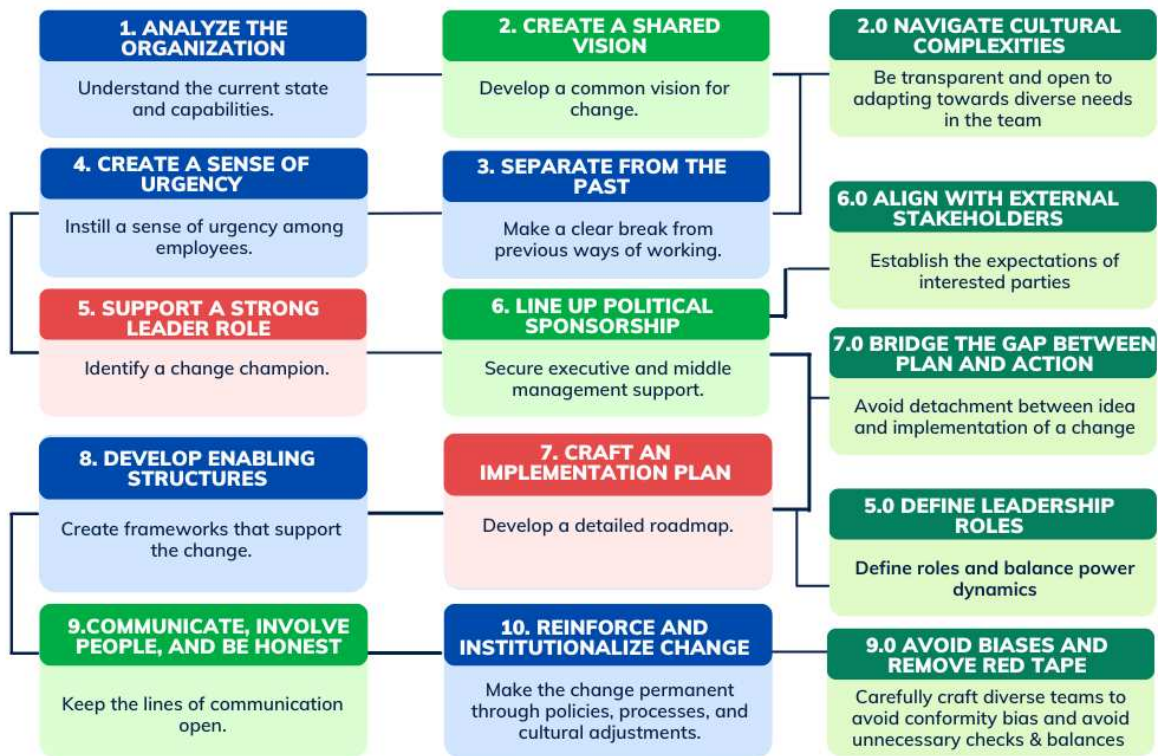 1. ANALYZE THE
ORGANIZATION
Understand the current state
and capabilities.
2. CREATE A SHARED
VISION
Develop a common vision for
change.
2.0 NAVIGATE CULTURAL
COMPLEXITIES
Be transparent and open to
adapting towards diverse needs
in the team
4. CREATE A SENSE OF
URGENCY
Instill a sense of urgency among
employees.
3. SEPARATE FROM THE
PAST
Make a clear break from
previous ways of working.
6.0 ALIGN WITH EXTERNAL
STAKEHOLDERS
Establish the expectations of
interested parties
5. SUPPORT A STRONG
LEADER ROLE
Identify a change champion.
6. LINE UP POLITICAL
SPONSORSHIP
Secure executive and middle
management support.
7.0 BRIDGE THE GAP BETWEEN
PLAN AND ACTION
Avoid detachment between idea
and implementation of a change
8. DEVELOP ENABLING
STRUCTURES
Create frameworks that support
the change.
7. CRAFT AN
IMPLEMENTATION PLAN
Develop a detailed roadmap.
5.0 DEFINE LEADERSHIP
ROLES
Define roles and balance power
dynamics
9.COMMUNICATE, INVOLVE
PEOPLE, AND BE HONEST
Keep the lines of communication
open.
10. REINFORCE AND
INSTITUTIONALIZE CHANGE
Make the change permanent
through policies, processes, and
cultural adjustments.
9.0 AVOID BIASES AND
REMOVE RED TAPE
Carefully craft diverse teams to
avoid conformity bias and avoid
unnecessary checks & balances